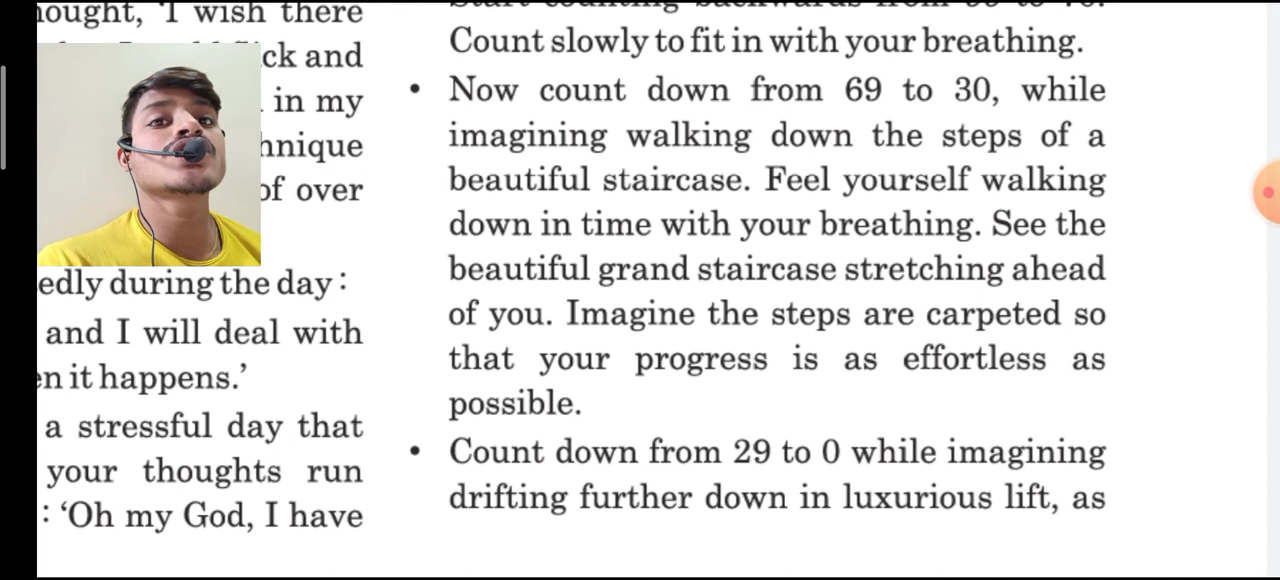 nought, 'I wish there
ck and
in my
hnique
of over
edly during the day :
and I will deal with
en it happens.'
a stressful day that
your thoughts run
: 'Oh my God, I have
Count slowly to fit in with your breathing.
• Now count down from 69 to 30, while
imagining walking down the steps of a
beautiful staircase. Feel yourself walking
down in time with your breathing. See the
beautiful grand staircase stretching ahead
of you. Imagine the steps are carpeted so
that your progress is as effortless as
possible.
• Count down from 29 to 0 while imagining
drifting further down in luxurious lift, as